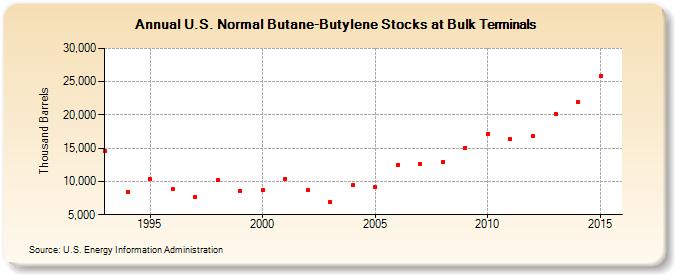 Annual U.S. Normal Butane-Butylene Stocks at Bulk Terminals
Thousand Barrels
30,000
25,000
20,000
15,000
10,000
5,000
1995 2000 2005 2010 2015
Source: U.S. Energy Information Administration